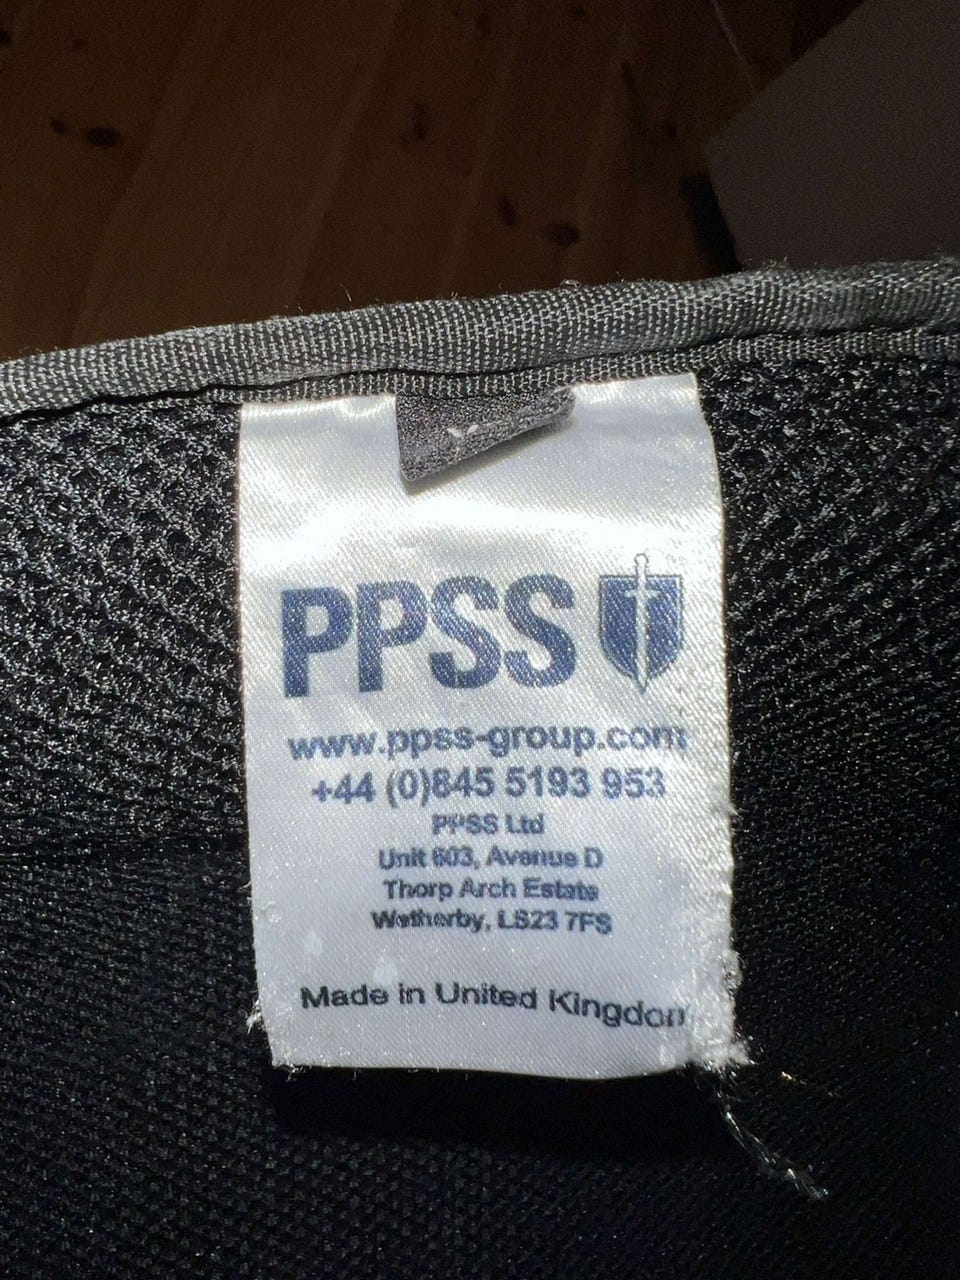 PPSS
www.ppss-group.com
+44 (0)845 5193 953
PPSS Ltd
Unit 603, Avenue D
Thorp Arch Estate
Wetherby, LS23 7FS
Made in United Kingdom